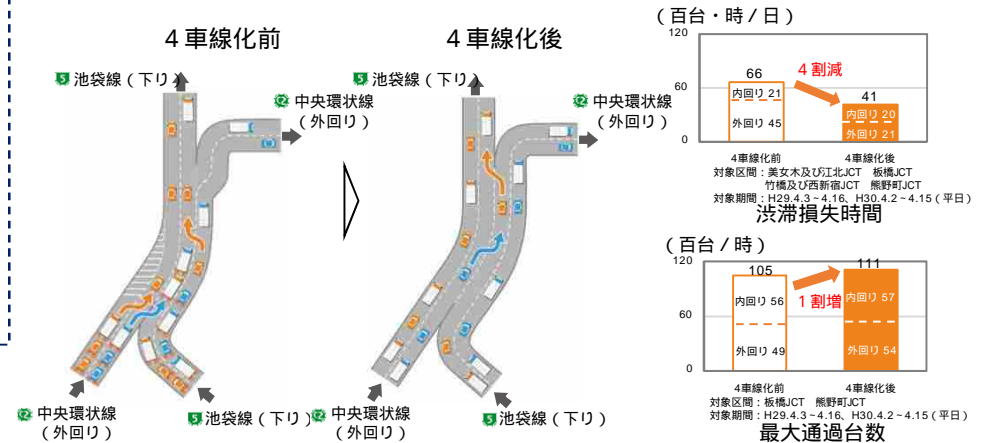 4車線化前
5 池袋線（下り）
C2 中央環状線
（外回り）
C2 中央環状線
（外回り）
5 池袋線（下り）
4車線化後
5 池袋線（下り）
C2 中央環状線
（外回り）
C2 中央環状線
（外回り）
5 池袋線（下り）
（百台・時/日）
120
60
0
66
内回り 21
外回り 45
4割減
41
内回り 20
外回り 21
4車線化前
4車線化後
対象区間：美女木及び江北JCT 板橋JCT
竹橋及び西新宿JCT 熊野町JCT
対象期間：H29.4.3～4.16、H30.4.2～4.15（平日）
渋滞損失時間
（百台/時）
120
60
0
105
内回り 56
外回り 49
1割増
111
内回り 57
外回り 54
4車線化前
4車線化後
対象区間：板橋JCT 熊野町JCT
対象期間：H29.4.3～4.16、H30.4.2～4.15（平日）
最大通過台数